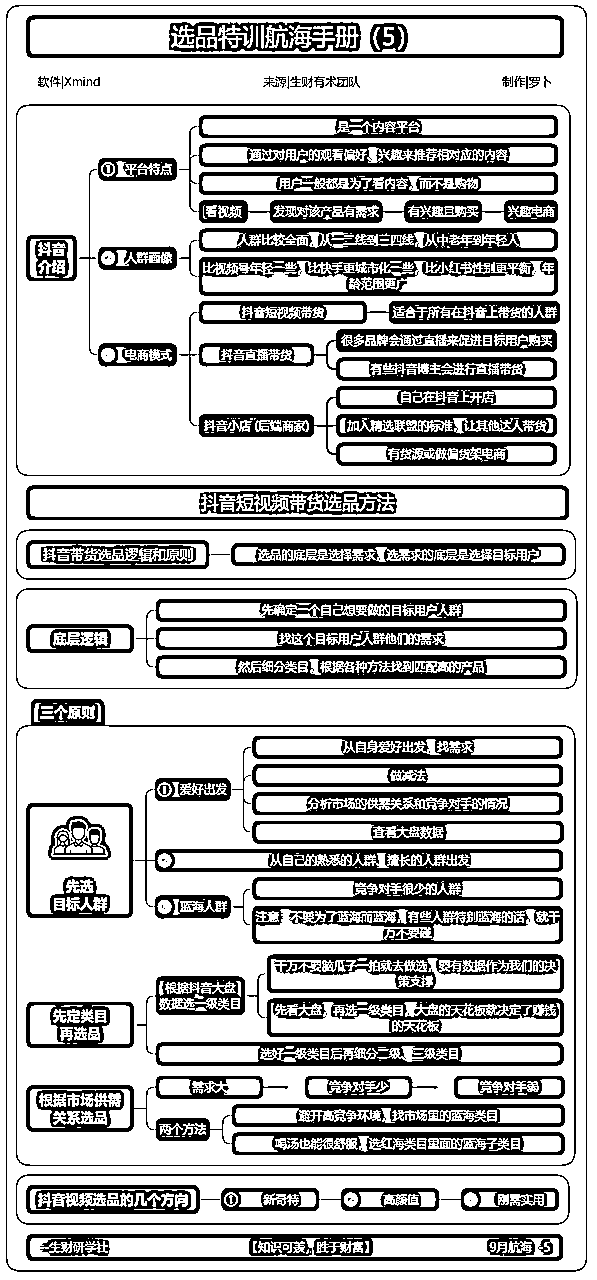 选品特训航海手册（5）
软件|Xmind
来源|生财有术团队
制作|罗卜
抖音
介绍
① 平台特点
是一个内容平台
通过对用户的观看偏好、兴趣来推荐相对应的内容
用户一般都是为了看内容，而不是购物
看视频
发现对该产品有需求
有兴趣且购买
兴趣电商
人群画像
人群比较全面，从一二线到三四线，从中老年到年轻人
比视频号年轻一些，比快手更城市化一些，比小红书性别更平衡，年
龄范围更广
电商模式
抖音短视频带货
适合于所有在抖音上带货的人群
抖音直播带货
很多品牌会通过直播来促进目标用户购买
有些抖音博主会进行直播带货
抖音小店（后端商家）
自己在抖音上开店
加入精选联盟的标准，让其他达人带货
有货源或做偏货架电商
抖音短视频带货选品方法
抖音带货选品逻辑和原则
选品的底层是选择需求，选需求的底层是选择目标用户
底层逻辑
先确定一个自己想要做的目标用户人群
找这个目标用户人群他们的需求
然后细分类目，根据各种方法找到匹配高的产品
三个原则
先选
目标人群
① 爱好出发
从自身爱好出发，找需求
做减法
分析市场的供需关系和竞争对手的情况
查看大盘数据
从自己的熟悉的人群、擅长的人群出发
蓝海人群
竞争对手很少的人群
注意，不要为了蓝海而蓝海，有些人群特别蓝海的话，就千
万不要碰
先定类目
再选品
根据抖音大盘
数据选一级类目
千万不要脑瓜子一拍就去做选，要有数据作为我们的决
策支撑
先看大盘，再选一级类目，大盘的天花板就决定了赚钱
的天花板
选好一级类目后再细分二级、三级类目
根据市场供需
关系选品
需求大
竞争对手少
竞争对手弱
两个方法
避开高竞争环境，找市场里的蓝海类目
喝汤也能很舒服，选红海类目里面的蓝海子类目
抖音视频选品的几个方向
① 新奇特
高颜值
刚需实用
生财研学社
【知识可羡，胜于财富】
9月航海 -5